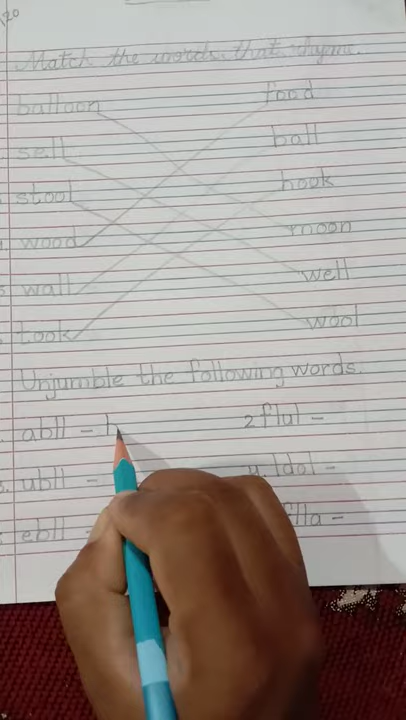 Match the words that rhyme.
balloon food
sell ball
stool hook
wood moon
wall well
took wool
Unjumble the following words.
abll - b 2 flul -
ubll - 4. ldol -
ebll flla -